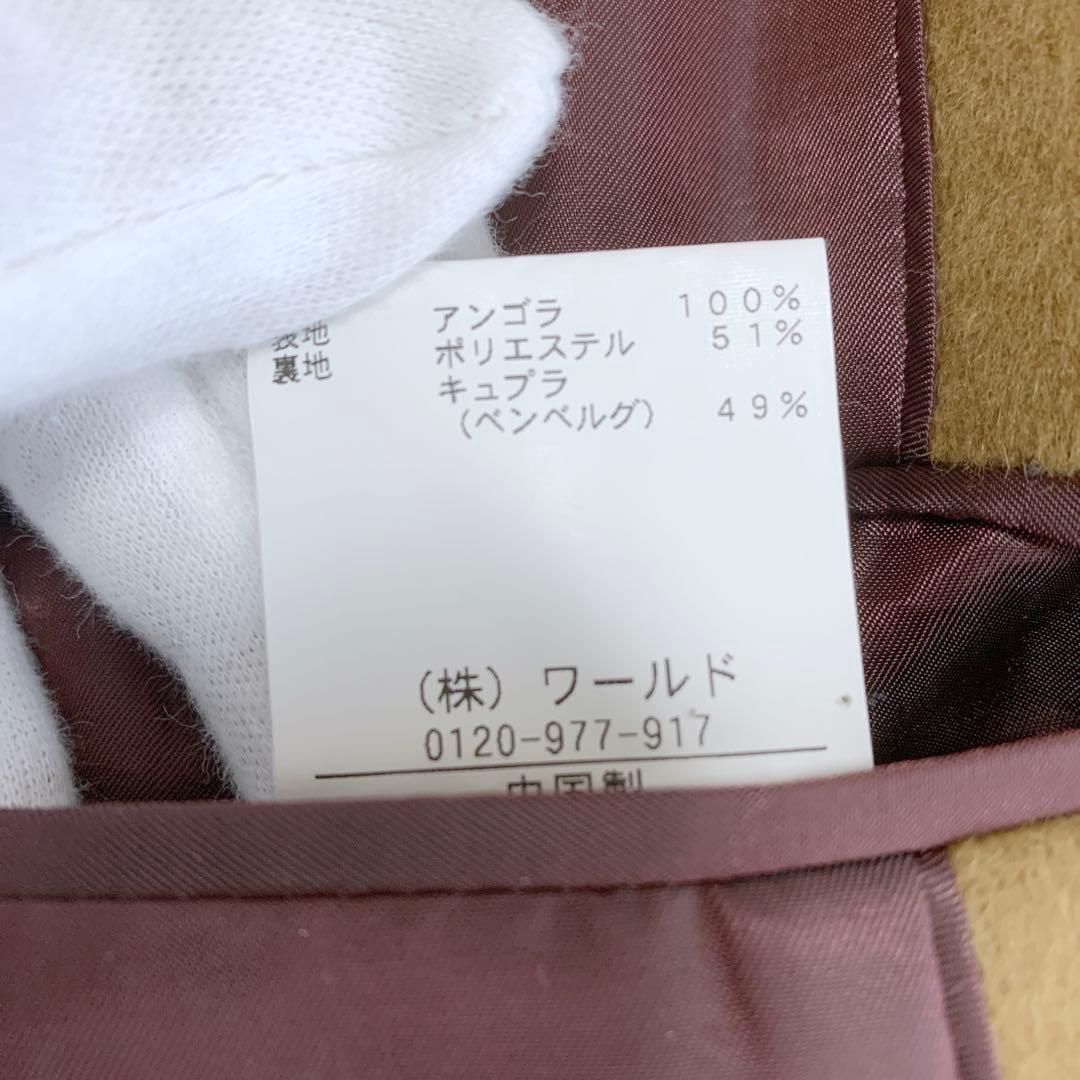 表地 アンゴラ 100%
裏地 ポリエステル 51%
キュプラ
(ベンベルグ) 49%
(株) ワールド
0120-977-917
中国製